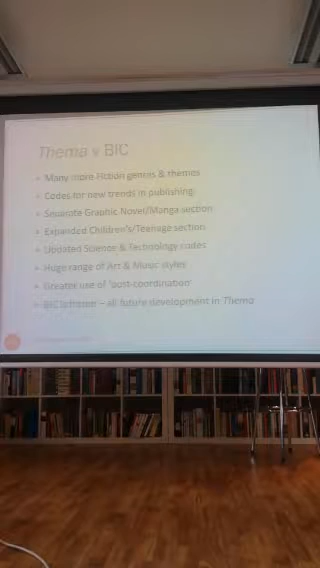 Thema v BIC
Many more Fiction genres & themes
Codes for new trends in publishing
Separate Graphic Novel/Manga section
Expanded Children's/Teenage section
Updated Science & Technology codes
Huge range of Art & Music styles
Greater use of 'post-coordination'
BIC is frozen – all future development in Thema